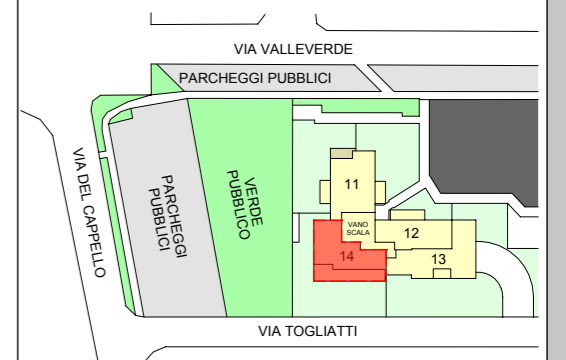 VIA VALLEVERDE
PARCHEGGI PUBBLICI
VIA DEL CAPPELLO
PARCHEGGI
PUBBLICI
VERDE
PUBBLICO
11
VANO
SCALA
12
14
13
VIA TOGLIATTI